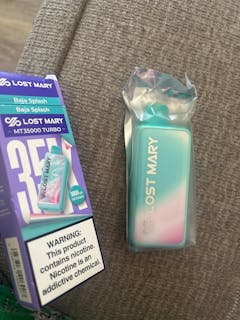 LOST MARY
Baja Splash
Baja Splash
LOST MARY
MT35000 TURBO
35K
WARNING:
This product
contains nicotine.
Nicotine is an
addictive chemical.
LOST MARY